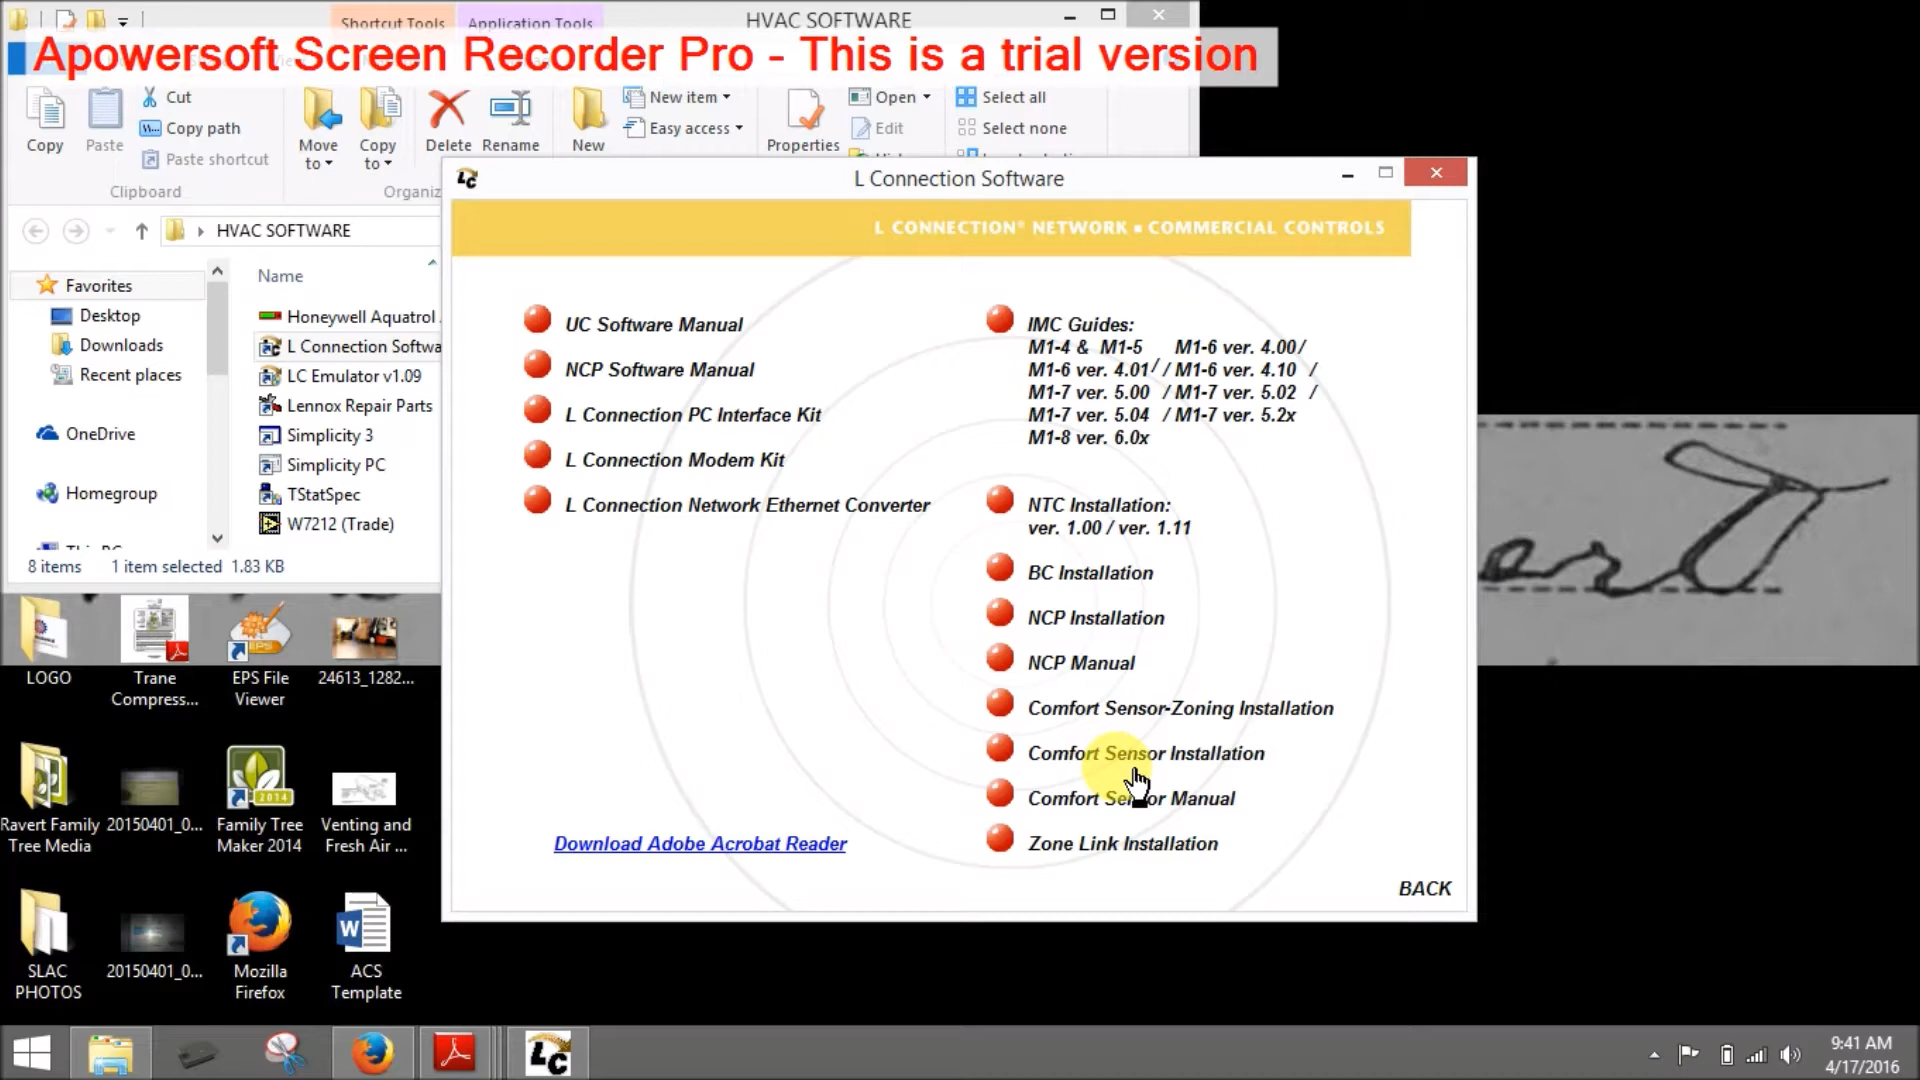 Shortcut Tools
Application Tools
HVAC SOFTWARE
Apowersoft Screen Recorder Pro - This is a trial version
Copy
Paste
Cut
Copy path
Paste shortcut
Clipboard
Move to
Copy to
Delete
Rename
New
New item
Easy access
Properties
Open
Edit
Select all
Select none
HVAC SOFTWARE
Favorites
Desktop
Downloads
Recent places
OneDrive
Homegroup
Name
Honeywell Aquatrol
L Connection Softwa
LC Emulator v1.09
Lennox Repair Parts
Simplicity 3
Simplicity PC
TStatSpec
W7212 (Trade)
8 items
1 item selected 1.83 KB
L Connection Software
L CONNECTION® NETWORK ▪ COMMERCIAL CONTROLS
UC Software Manual
NCP Software Manual
L Connection PC Interface Kit
L Connection Modem Kit
L Connection Network Ethernet Converter
Download Adobe Acrobat Reader
IMC Guides:
M1-4 & M1-5 M1-6 ver. 4.00/
M1-6 ver. 4.01/ / M1-6 ver. 4.10 /
M1-7 ver. 5.00 / M1-7 ver. 5.02 /
M1-7 ver. 5.04 / M1-7 ver. 5.2x
M1-8 ver. 6.0x
NTC Installation:
ver. 1.00 / ver. 1.11
BC Installation
NCP Installation
NCP Manual
Comfort Sensor-Zoning Installation
Comfort Sensor Installation
Comfort Sensor Manual
Zone Link Installation
BACK
LOGO
Trane
Compress...
EPS File
Viewer
24613_1282...
Ravert Family
Tree Media
20150401_0...
Family Tree
Maker 2014
Venting and
Fresh Air ...
SLAC
PHOTOS
20150401_0...
Mozilla
Firefox
ACS
Template
9:41 AM
4/17/2016